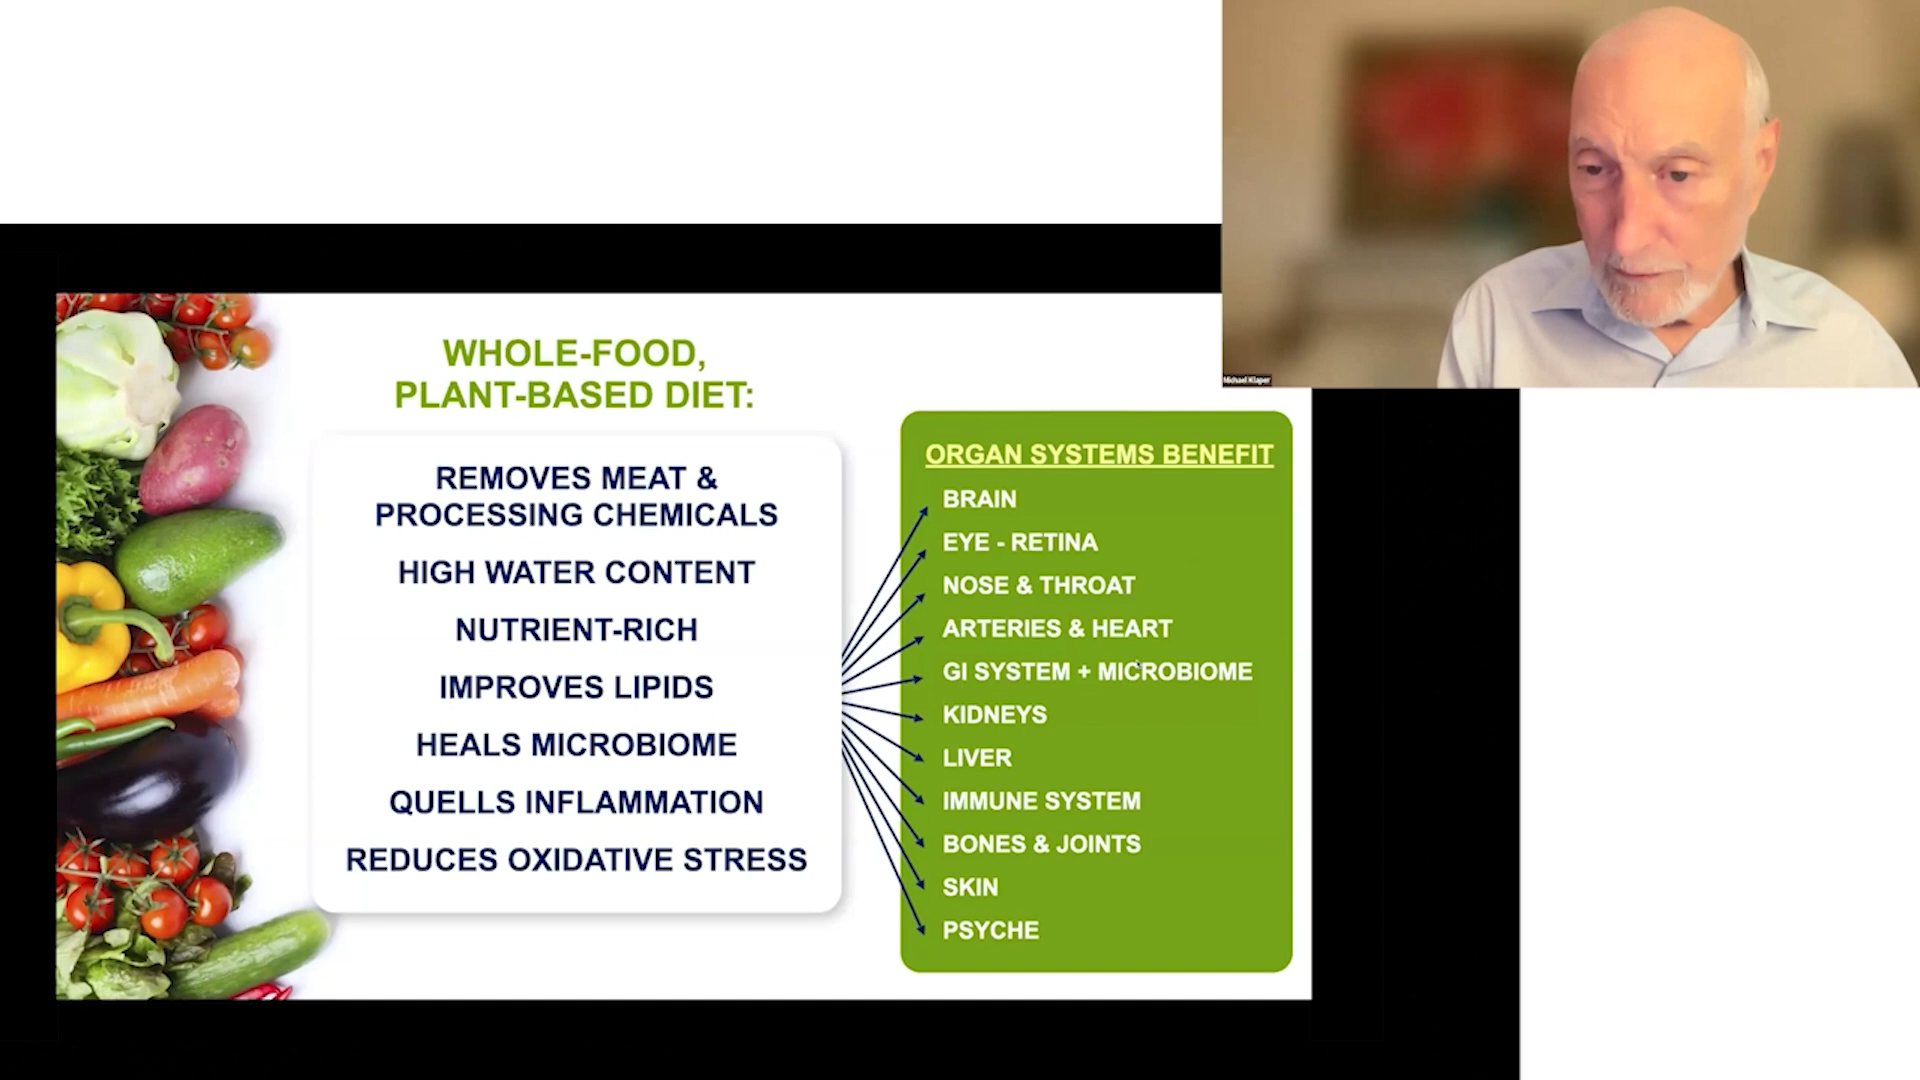 Michael Klaper
WHOLE-FOOD,
PLANT-BASED DIET:
REMOVES MEAT &
PROCESSING CHEMICALS
HIGH WATER CONTENT
NUTRIENT-RICH
IMPROVES LIPIDS
HEALS MICROBIOME
QUELLS INFLAMMATION
REDUCES OXIDATIVE STRESS
ORGAN SYSTEMS BENEFIT
BRAIN
EYE - RETINA
NOSE & THROAT
ARTERIES & HEART
GI SYSTEM + MICROBIOME
KIDNEYS
LIVER
IMMUNE SYSTEM
BONES & JOINTS
SKIN
PSYCHE